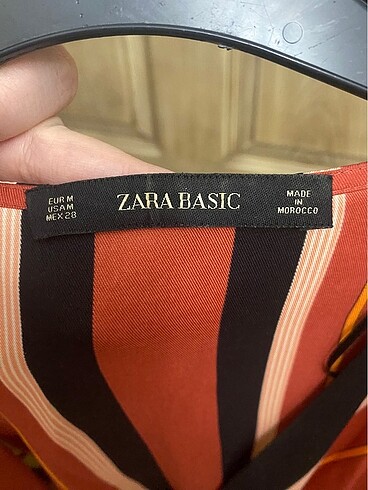 EUR M
USA M
MEX 28
ZARA BASIC
MADE
IN
MOROCCO